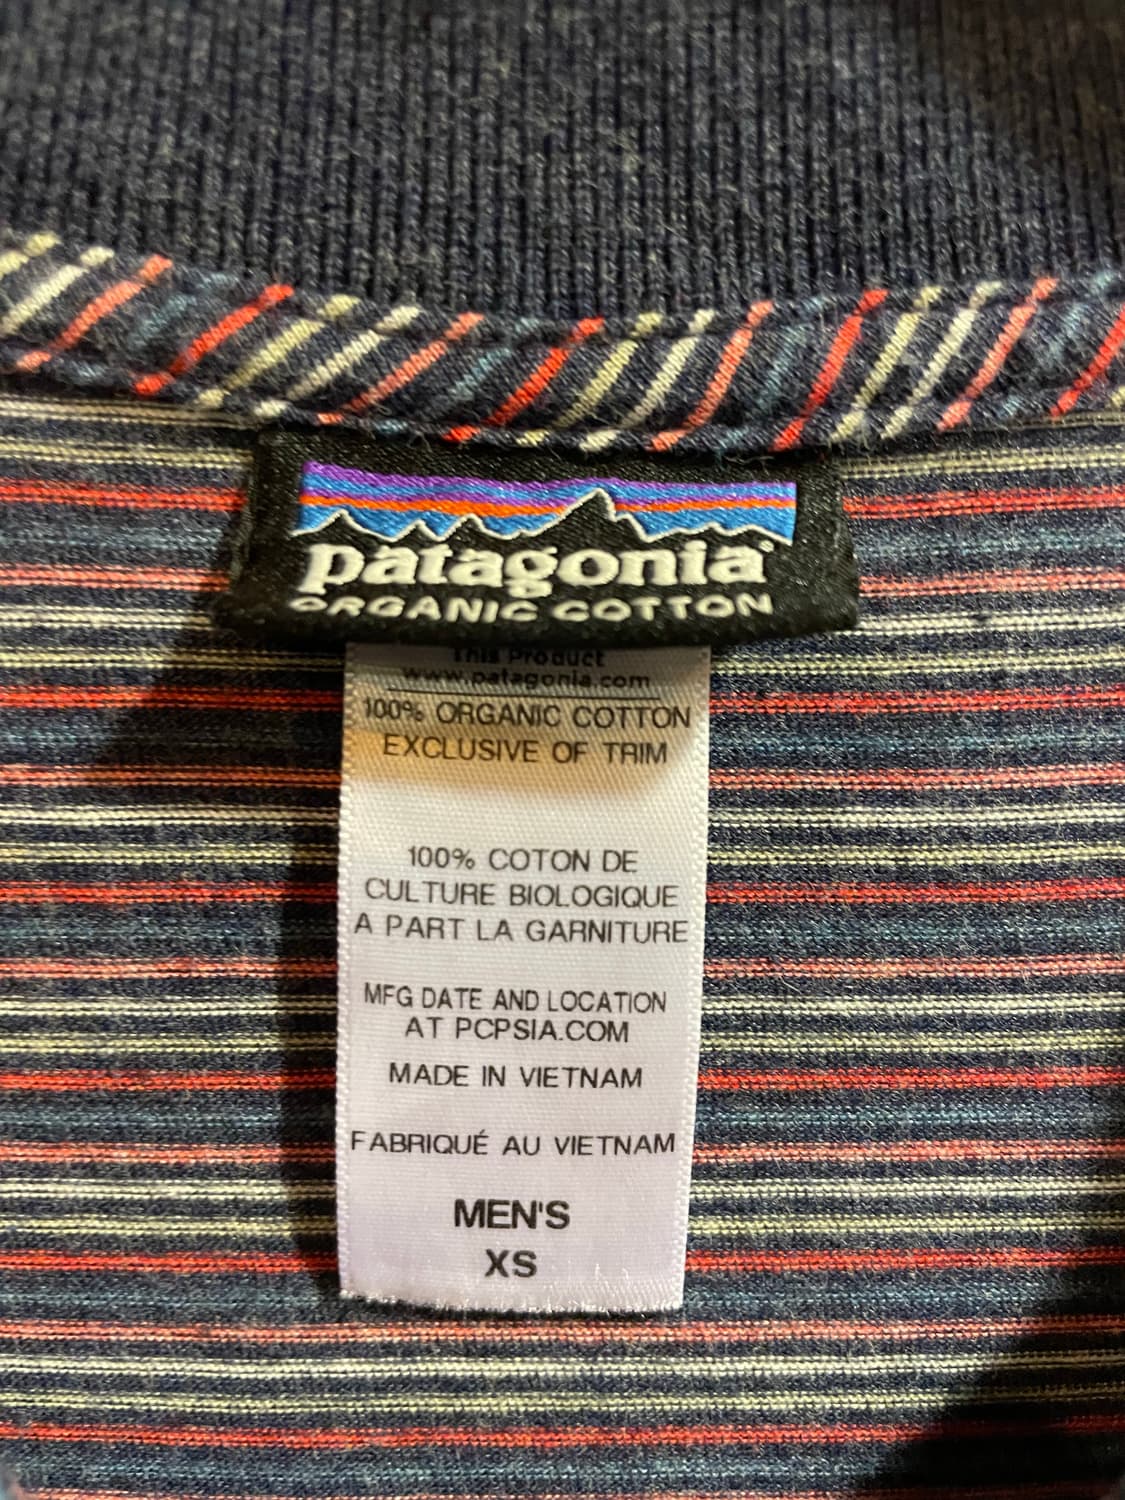 patagonia®
ORGANIC COTTON
This Product
www.patagonia.com
100% ORGANIC COTTON
EXCLUSIVE OF TRIM
100% COTON DE
CULTURE BIOLOGIQUE
A PART LA GARNITURE
MFG DATE AND LOCATION
AT PCPSIA.COM
MADE IN VIETNAM
FABRIQUÉ AU VIETNAM
MEN'S
XS